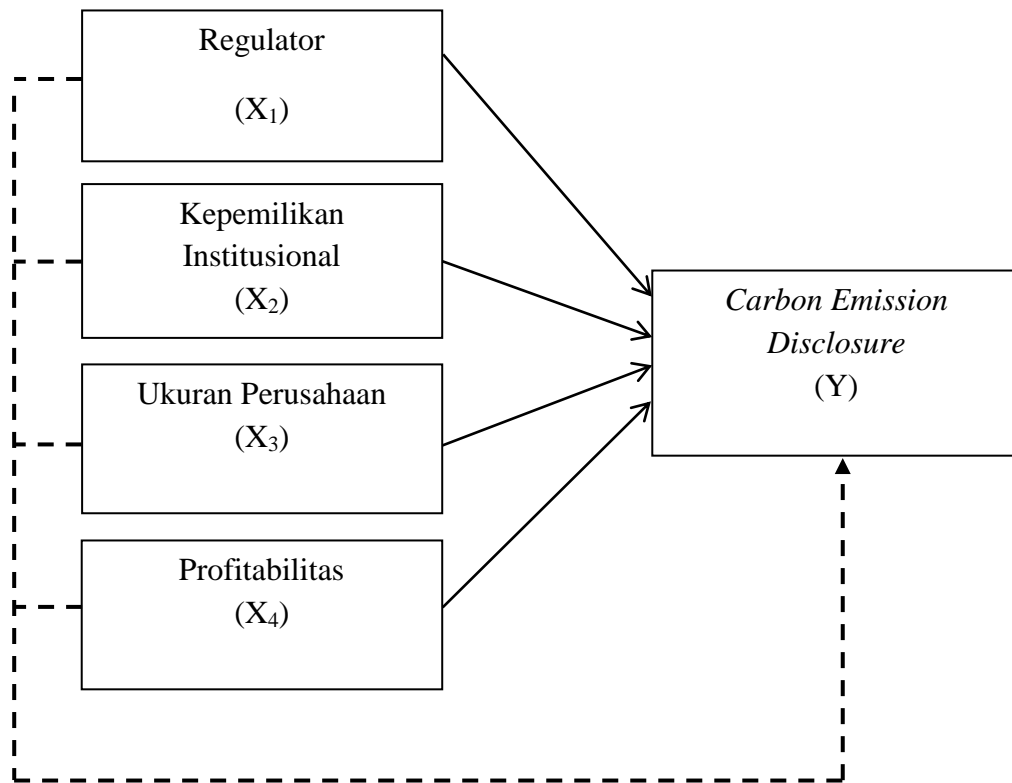 Regulator
(X₁)
Kepemilikan
Institusional
(X₂)
Ukuran Perusahaan
(X₃)
Profitabilitas
(X₄)
Carbon Emission
Disclosure
(Y)